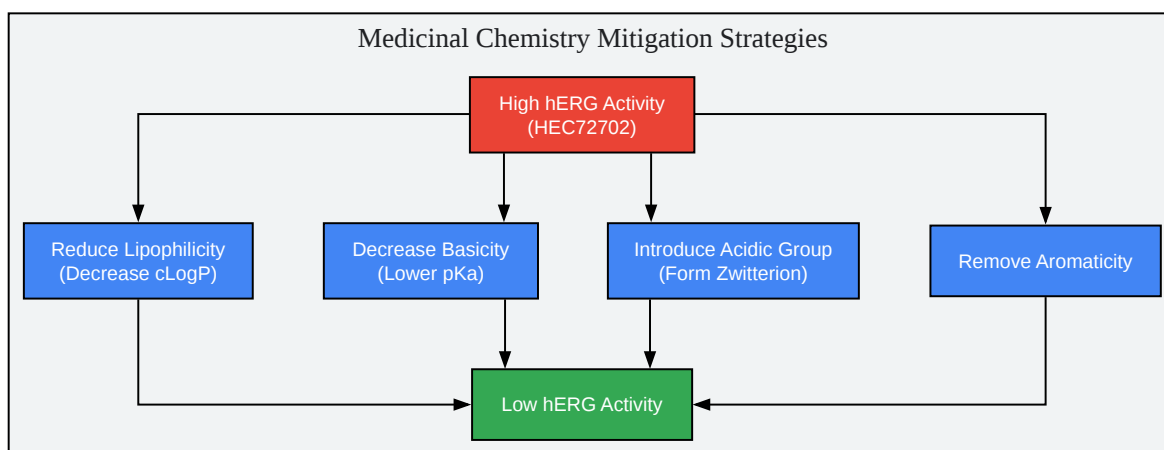 Medicinal Chemistry Mitigation Strategies
High hERG Activity
(HEC72702)
Reduce Lipophilicity
(Decrease cLogP)
Decrease Basicity
(Lower pKa)
Introduce Acidic Group
(Form Zwitterion)
Remove Aromaticity
Low hERG Activity